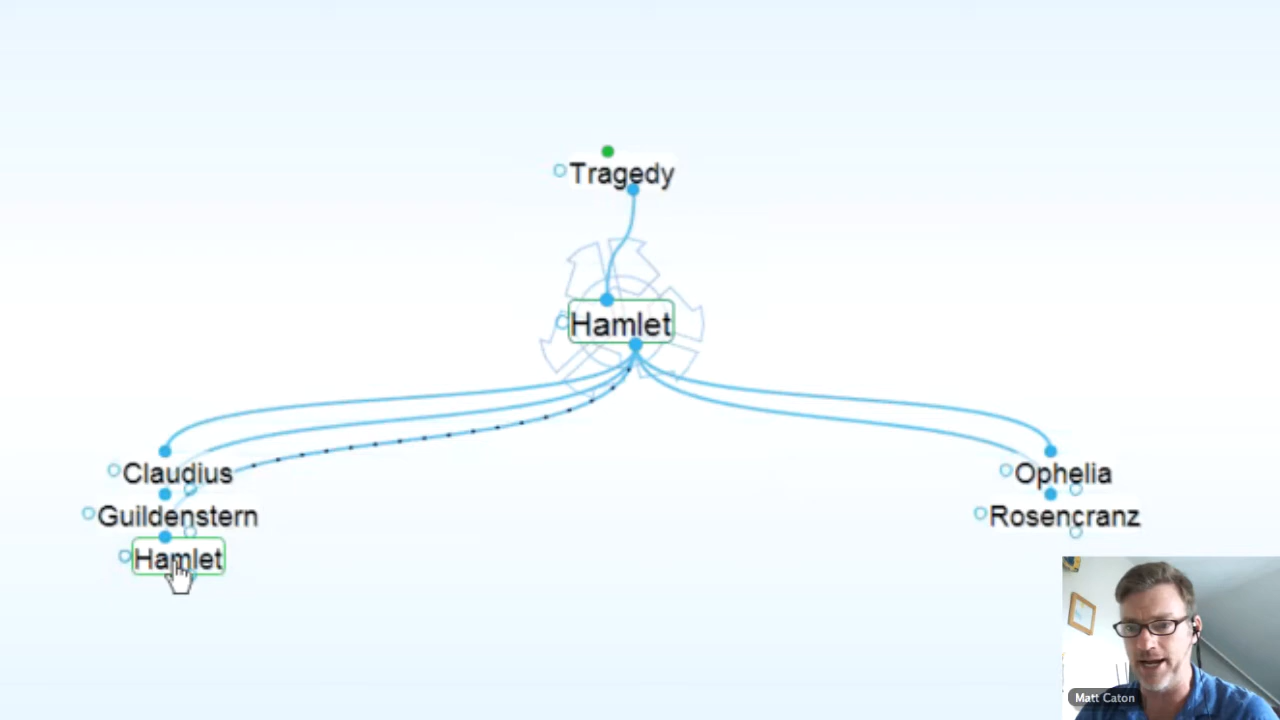 Tragedy
Hamlet
Claudius
Ophelia
Guildenstern
Rosencranz
Hamlet
Matt Caton